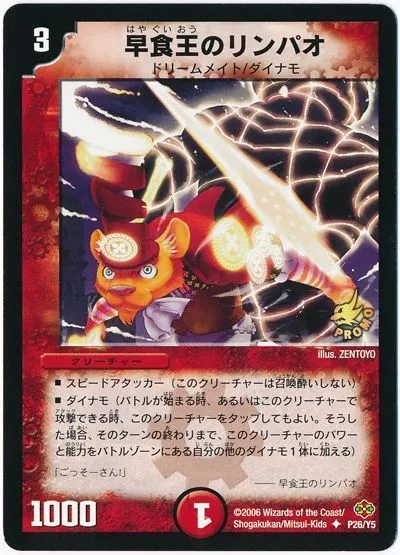 3
はやぐいおう
早食王のリンパオ
ドリームメイト/ダイナモ
PROMO
illus. ZENTOYO
クリーチャー
■ スピードアタッカー（このクリーチャーは召喚酔いしない）
■ ダイナモ（バトルが始まる時、あるいはこのクリーチャーで
攻撃できる時、このクリーチャーをタップしてもよい。そうし
た場合、そのターンの終わりまで、このクリーチャーのパワー
と能力をバトルゾーンにある自分の他のダイナモ1体に加える）
「ごっそーさん!」
—— 早食王のリンパオ
1000
1
©2006 Wizards of the Coast/
Shogakukan/Mitsui-Kids
P26/Y5